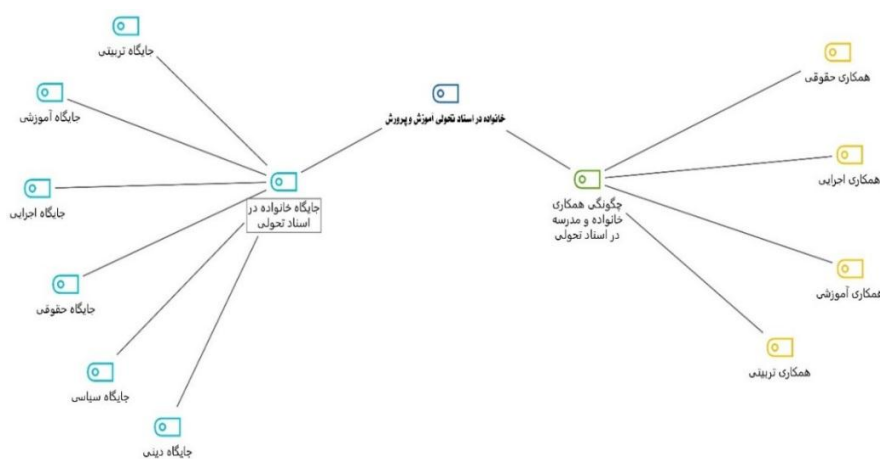 خانواده در اسناد تحولی آموزش و پرورش
چگونگی همکاری
خانواده و مدرسه
در اسناد تحولی
همکاری حقوقی
همکاری اجرایی
همکاری آموزشی
همکاری تربیتی
جایگاه خانواده در
اسناد تحولی
جایگاه تربیتی
جایگاه آموزشی
جایگاه اجرایی
جایگاه حقوقی
جایگاه سیاسی
جایگاه دینی